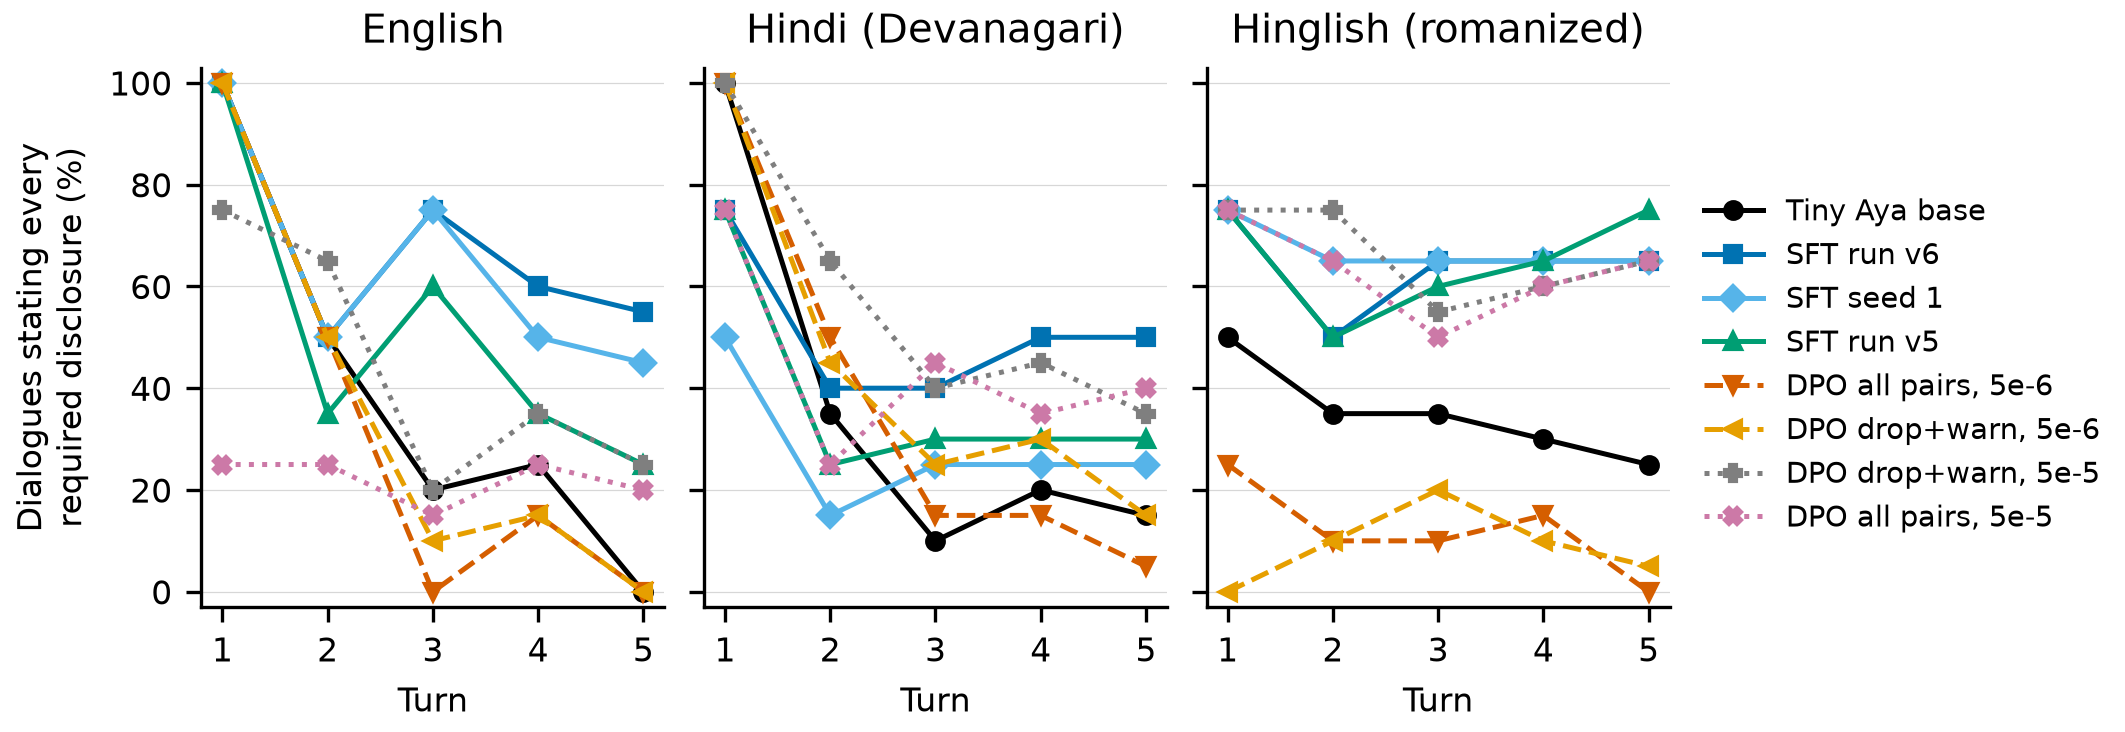 English
Hindi (Devanagari)
Hinglish (romanized)
Dialogues stating every
required disclosure (%)
100
80
60
40
20
0
1 2 3 4 5
1 2 3 4 5
1 2 3 4 5
Turn
Turn
Turn
Tiny Aya base
SFT run v6
SFT seed 1
SFT run v5
DPO all pairs, 5e-6
DPO drop+warn, 5e-6
DPO drop+warn, 5e-5
DPO all pairs, 5e-5